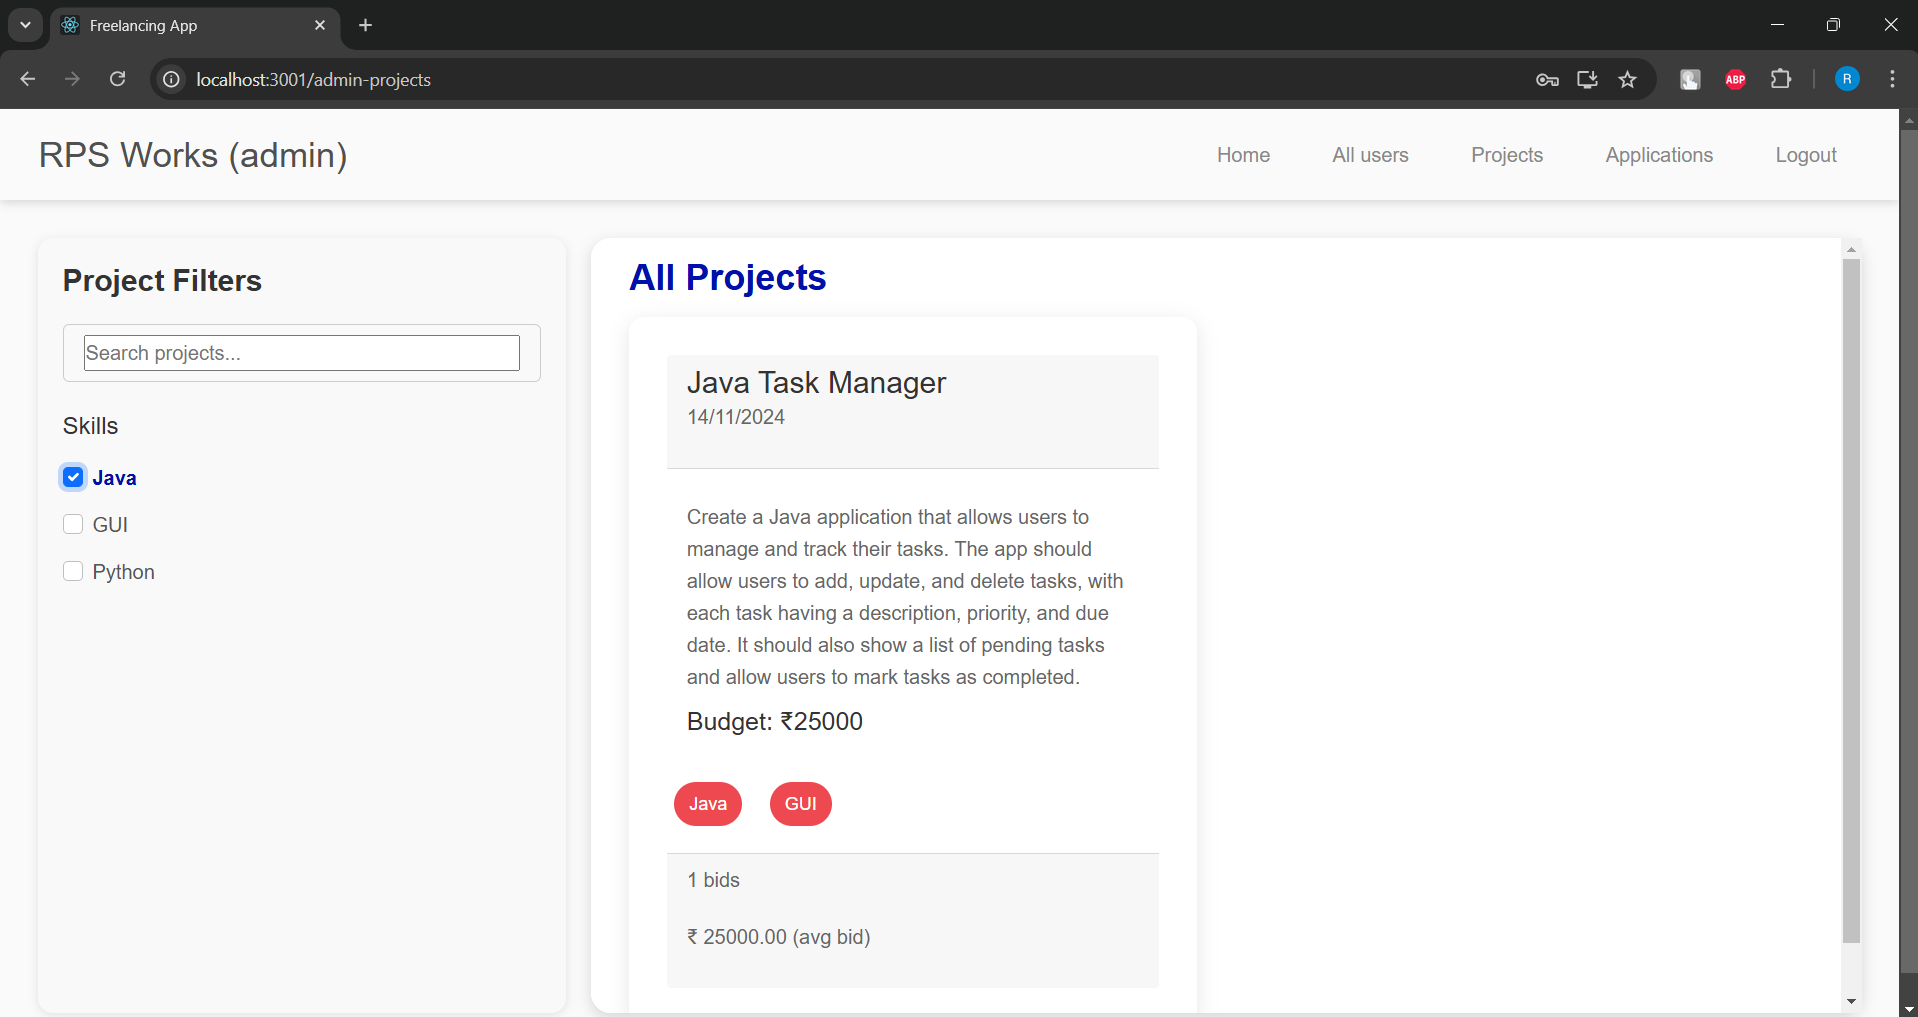 Freelancing App
localhost:3001/admin-projects
ABP
R
RPS Works (admin)
Home
All users
Projects
Applications
Logout
Project Filters
Search projects...
Skills
Java
GUI
Python
All Projects
Java Task Manager
14/11/2024
Create a Java application that allows users to
manage and track their tasks. The app should
allow users to add, update, and delete tasks, with
each task having a description, priority, and due
date. It should also show a list of pending tasks
and allow users to mark tasks as completed.
Budget: ₹25000
Java
GUI
1 bids
₹ 25000.00 (avg bid)